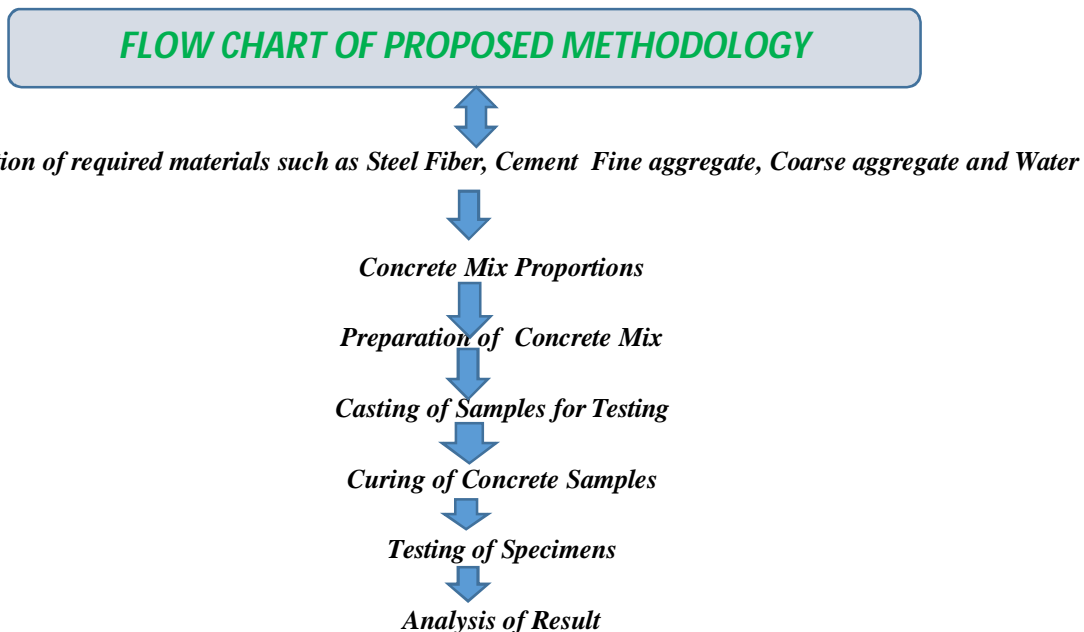 FLOW CHART OF PROPOSED METHODOLOGY
of required materials such as Steel Fiber, Cement Fine aggregate, Coarse aggregate and Water
Concrete Mix Proportions
Preparation of Concrete Mix
Casting of Samples for Testing
Curing of Concrete Samples
Testing of Specimens
Analysis of Result